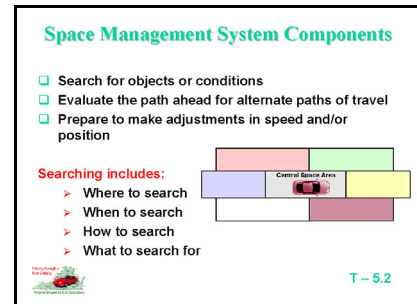 Space Management System Components
Search for objects or conditions
Evaluate the path ahead for alternate paths of travel
Prepare to make adjustments in speed and/or
position
Searching includes:
Where to search
When to search
How to search
What to search for
Central Space Area
T – 5.2